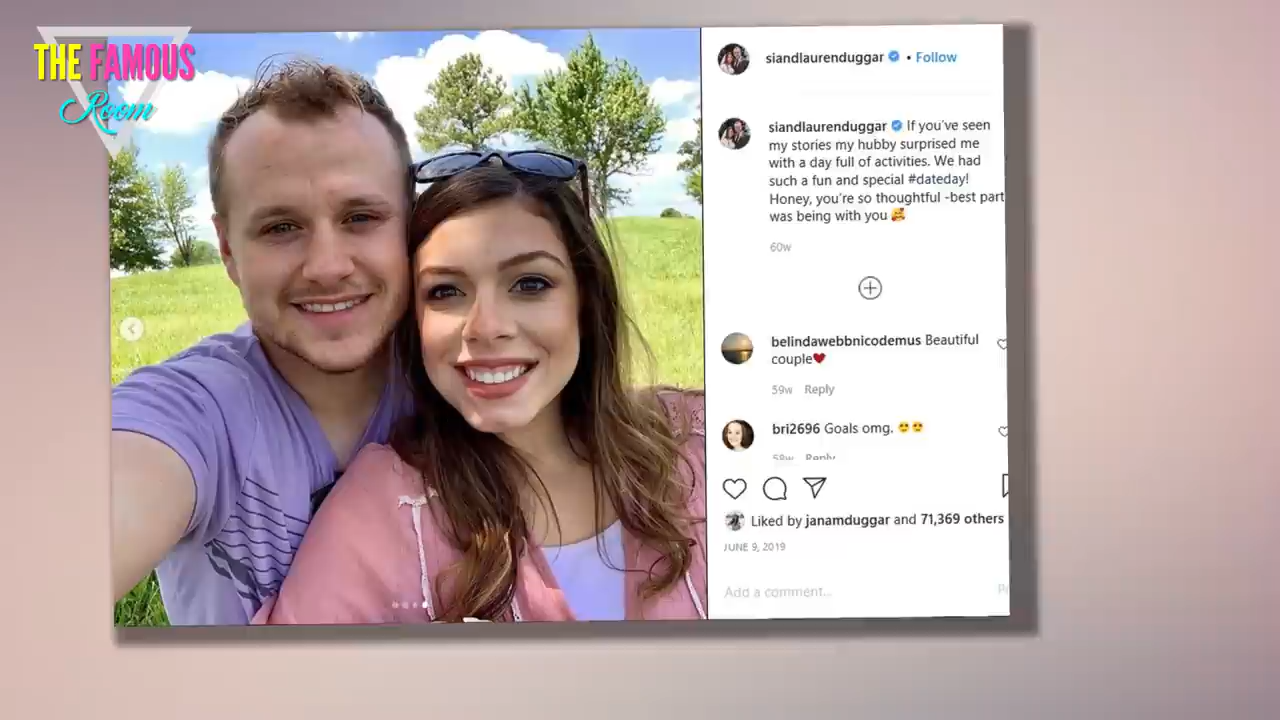 THE FAMOUS
Room
siandlaurenduggar • Follow
siandlaurenduggar If you've seen
my stories my hubby surprised me
with a day full of activities. We had
such a fun and special #dateday!
Honey, you're so thoughtful -best part
was being with you 🥰
60w
belindawebbnicodemus Beautiful
couple❤️
59w Reply
bri2696 Goals omg. 😍😍
58w Reply
Liked by janamduggar and 71,369 others
JUNE 9, 2019
Add a comment...